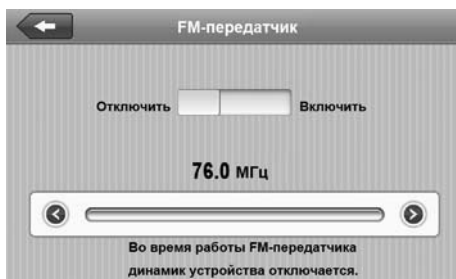 FM-передатчик
Отключить Включить
76.0 МГц
Во время работы FM-передатчика
динамик устройства отключается.